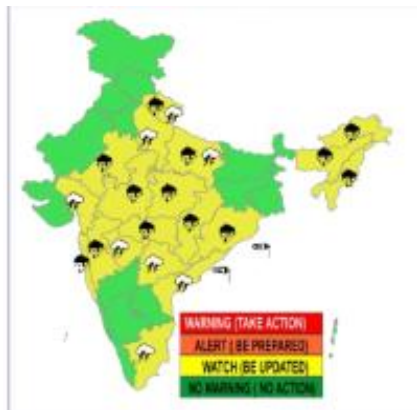 WARNING (TAKE ACTION)
ALERT ( BE PREPARED)
WATCH (BE UPDATED)
NO WARNING ( NO ACTION)